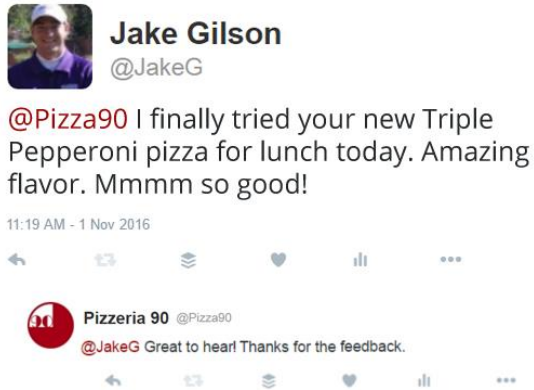 Jake Gilson
@JakeG
@Pizza90 I finally tried your new Triple
Pepperoni pizza for lunch today. Amazing
flavor. Mmmm so good!
11:19 AM - 1 Nov 2016
90
Pizzeria 90 @Pizza90
@JakeG Great to hear! Thanks for the feedback.